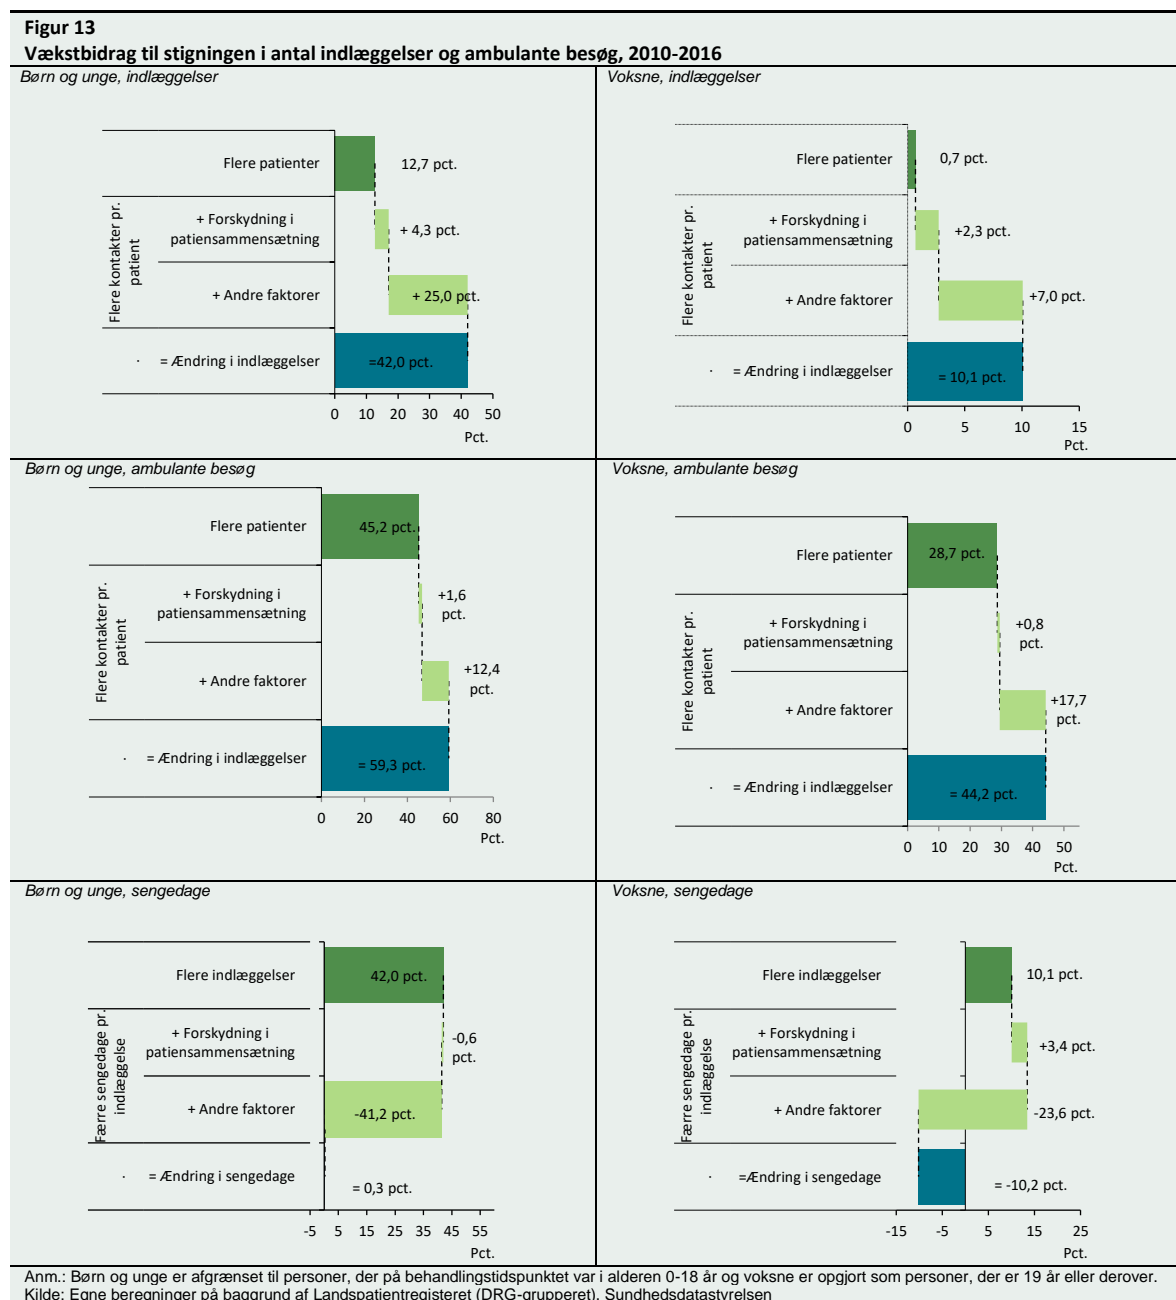 Figur 13
Vækstbidrag til stigningen i antal indlæggelser og ambulante besøg, 2010-2016
Børn og unge, indlæggelser
Flere patienter
12,7 pct.
Flere kontakter pr.
patient
+ Forskydning i
patiensammensætning
+ 4,3 pct.
+ Andre faktorer
+ 25,0 pct.
· = Ændring i indlæggelser
=42,0 pct.
0 10 20 30 40 50
Pct.
Voksne, indlæggelser
Flere patienter
0,7 pct.
Flere kontakter pr.
patient
+ Forskydning i
patiensammensætning
+2,3 pct.
+ Andre faktorer
+7,0 pct.
· = Ændring i indlæggelser
= 10,1 pct.
0 5 10 15
Pct.
Børn og unge, ambulante besøg
Flere patienter
45,2 pct.
Flere kontakter pr.
patient
+ Forskydning i
patiensammensætning
+1,6
pct.
+ Andre faktorer
+12,4
pct.
· = Ændring i indlæggelser
= 59,3 pct.
0 20 40 60 80
Pct.
Voksne, ambulante besøg
Flere patienter
28,7 pct.
Flere kontakter pr.
patient
+ Forskydning i
patiensammensætning
+0,8
pct.
+ Andre faktorer
+17,7
pct.
· = Ændring i indlæggelser
= 44,2 pct.
0 10 20 30 40 50
Pct.
Børn og unge, sengedage
Flere indlæggelser
42,0 pct.
Færre sengedage pr.
indlæggelse
+ Forskydning i
patiensammensætning
-0,6
pct.
+ Andre faktorer
-41,2 pct.
· = Ændring i sengedage
= 0,3 pct.
-5 5 15 25 35 45 55
Pct.
Voksne, sengedage
Flere indlæggelser
10,1 pct.
Færre sengedage pr.
indlæggelse
+ Forskydning i
patiensammensætning
+3,4 pct.
+ Andre faktorer
-23,6 pct.
· =Ændring i sengedage
= -10,2 pct.
-15 -5 5 15 25
Pct.
Anm.: Børn og unge er afgrænset til personer, der på behandlingstidspunktet var i alderen 0-18 år og voksne er opgjort som personer, der er 19 år eller derover.
Kilde: Egne beregninger på baggrund af Landspatientregisteret (DRG-grupperet), Sundhedsdatastyrelsen